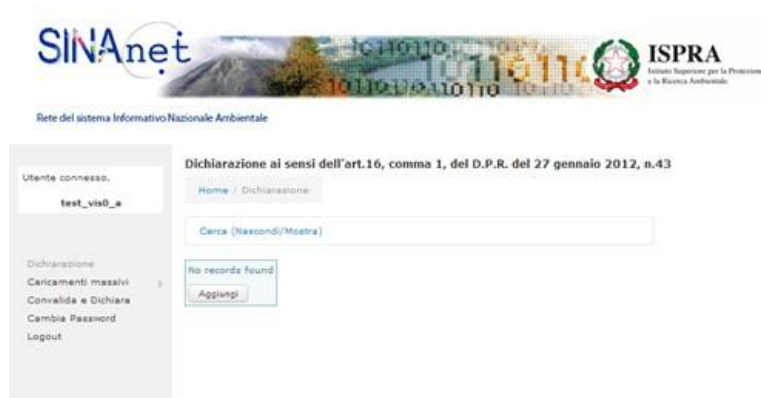 SINAnet
ISPRA
Istituto Superiore per la Protezione
e la Ricerca Ambientale
Rete del sistema Informativo Nazionale Ambientale
Dichiarazione ai sensi dell'art.16, comma 1, del D.P.R. del 27 gennaio 2012, n.43
Utente connesso.
test_vis0_a
Home / Dichiarazione
Cerca (Nascondi/Mostra)
Dichiarazione
Caricamenti massivi
Convalida e Dichiara
Cambia Password
Logout
No records found
Aggiungi